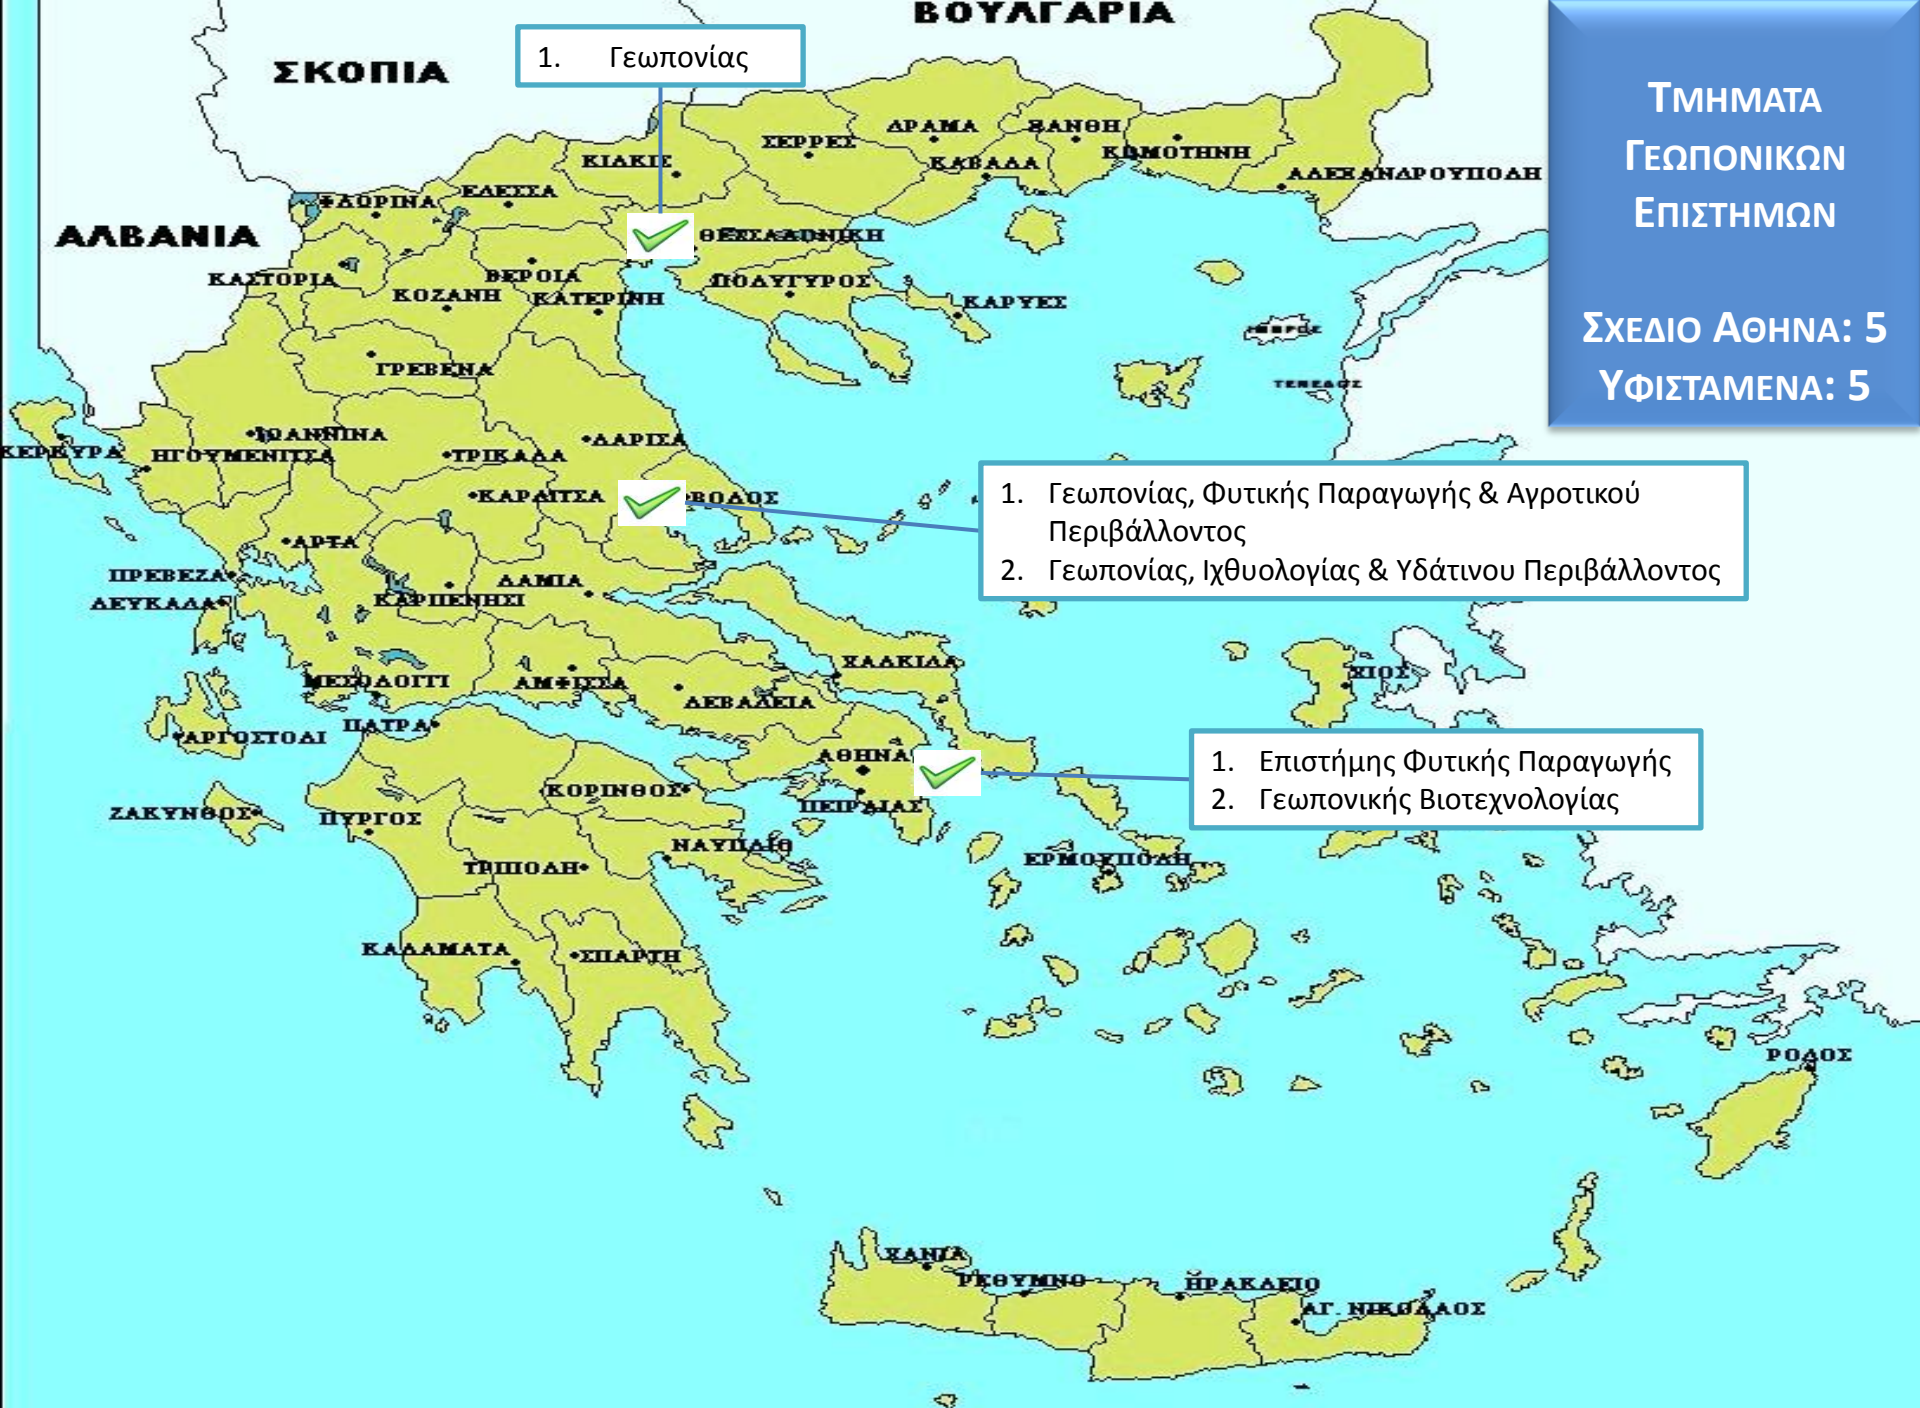 ΒΟΥΛΓΑΡΙΑ
ΣΚΟΠΙΑ
1. Γεωπονίας
ΤΜΗΜΑΤΑ
ΓΕΩΠΟΝΙΚΩΝ
ΕΠΙΣΤΗΜΩΝ
ΣΧΕΔΙΟ ΑΘΗΝΑ: 5
ΥΦΙΣΤΑΜΕΝΑ: 5
ΔΡΑΜΑ
ΞΑΝΘΗ
ΣΕΡΡΕΣ
ΚΟΜΟΤΗΝΗ
ΚΙΛΚΙΣ
ΚΑΒΑΛΑ
ΑΛΕΞΑΝΔΡΟΥΠΟΛΗ
ΕΔΕΣΣΑ
ΦΛΩΡΙΝΑ
ΑΛΒΑΝΙΑ
ΘΕΣΣΑΛΟΝΙΚΗ
ΚΑΣΤΟΡΙΑ
ΒΕΡΟΙΑ
ΠΟΛΥΓΥΡΟΣ
ΚΟΖΑΝΗ
ΚΑΤΕΡΙΝΗ
ΚΑΡΥΕΣ
ΙΜΒΡΟΣ
ΓΡΕΒΕΝΑ
ΤΕΝΕΔΟΣ
ΙΩΑΝΝΙΝΑ
ΛΑΡΙΣΑ
ΚΕΡΚΥΡΑ
ΗΓΟΥΜΕΝΙΤΣΑ
ΤΡΙΚΑΛΑ
ΚΑΡΔΙΤΣΑ
ΒΟΛΟΣ
1. Γεωπονίας, Φυτικής Παραγωγής & Αγροτικού
Περιβάλλοντος
2. Γεωπονίας, Ιχθυολογίας & Υδάτινου Περιβάλλοντος
ΑΡΤΑ
ΠΡΕΒΕΖΑ
ΛΑΜΙΑ
ΛΕΥΚΑΔΑ
ΚΑΡΠΕΝΗΣΙ
ΧΑΛΚΙΔΑ
ΧΙΟΣ
ΜΕΣΟΛΟΓΓΙ
ΑΜΦΙΣΣΑ
ΛΕΒΑΔΕΙΑ
ΠΑΤΡΑ
ΑΡΓΟΣΤΟΛΙ
ΑΘΗΝΑ
1. Επιστήμης Φυτικής Παραγωγής
2. Γεωπονικής Βιοτεχνολογίας
ΚΟΡΙΝΘΟΣ
ΠΕΙΡΑΙΑΣ
ΖΑΚΥΝΘΟΣ
ΠΥΡΓΟΣ
ΝΑΥΠΛΙΟ
ΕΡΜΟΥΠΟΛΗ
ΤΡΙΠΟΛΗ
ΚΑΛΑΜΑΤΑ
ΣΠΑΡΤΗ
ΡΟΔΟΣ
ΧΑΝΙΑ
ΡΕΘΥΜΝΟ
ΗΡΑΚΛΕΙΟ
ΑΓ. ΝΙΚΟΛΑΟΣ